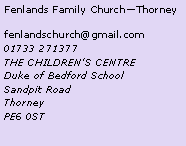 Fenlands Family Church—Thorney
fenlandschurch@gmail.com
01733 271377
THE CHILDREN'S CENTRE
Duke of Bedford School
Sandpit Road
Thorney
PE6 0ST